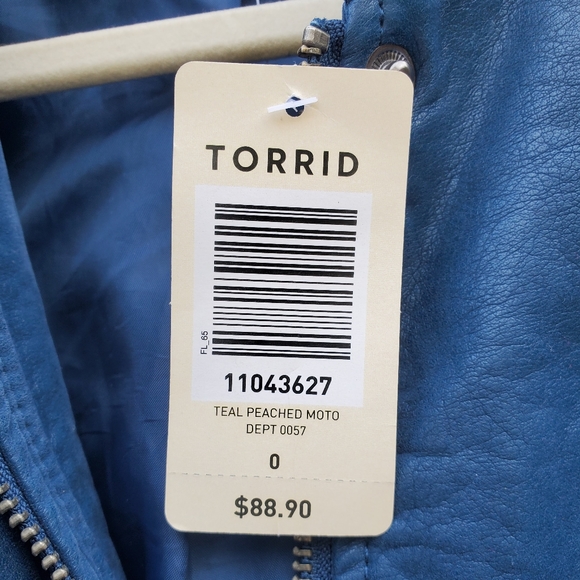 TORRID
FL_65
11043627
TEAL PEACHED MOTO
DEPT 0057
0
$88.90